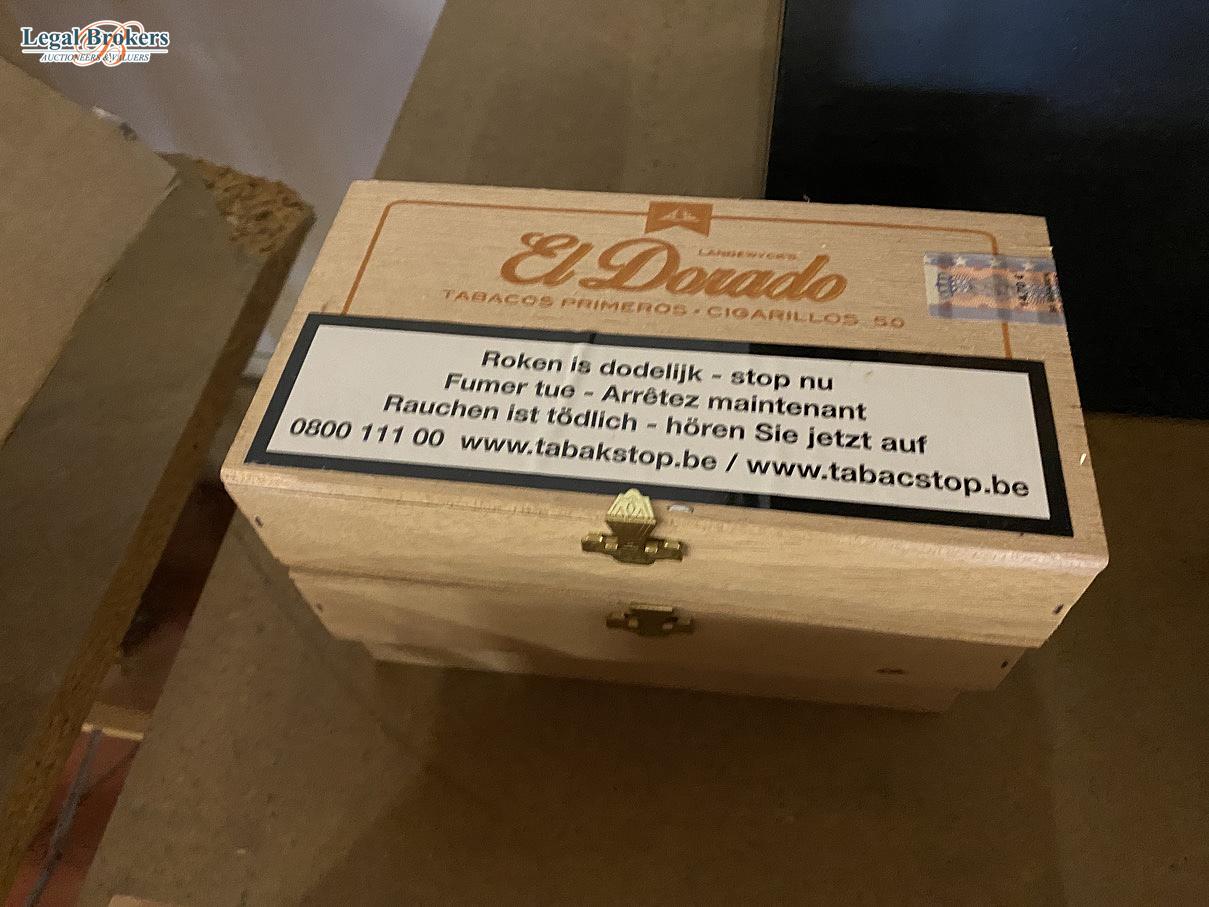 Legal Brokers
AUCTIONEERS & VALUERS
El Dorado
TABACOS PRIMEROS • CIGARILLOS 50
Roken is dodelijk - stop nu
Fumer tue - Arrêtez maintenant
Rauchen ist tödlich - hören Sie jetzt auf
0800 111 00 www.tabakstop.be / www.tabacstop.be